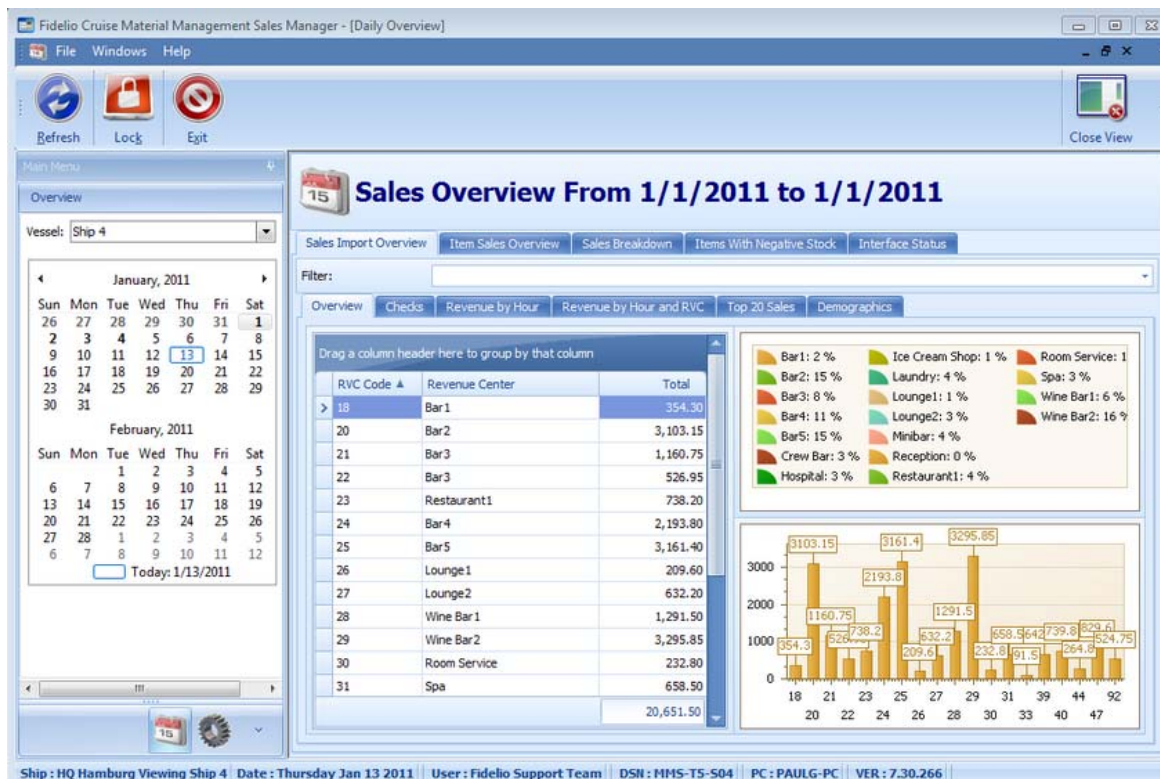 Fidelio Cruise Material Management Sales Manager - [Daily Overview]
File Windows Help
Refresh Lock Exit Close View
Main Menu
Overview
Vessel: Ship 4
January, 2011
Sun Mon Tue Wed Thu Fri Sat
26 27 28 29 30 31 1
2 3 4 5 6 7 8
9 10 11 12 13 14 15
16 17 18 19 20 21 22
23 24 25 26 27 28 29
30 31
February, 2011
Sun Mon Tue Wed Thu Fri Sat
1 2 3 4 5
6 7 8 9 10 11 12
13 14 15 16 17 18 19
20 21 22 23 24 25 26
27 28 1 2 3 4 5
6 7 8 9 10 11 12
Today: 1/13/2011
15
15
Sales Overview From 1/1/2011 to 1/1/2011
Sales Import Overview Item Sales Overview Sales Breakdown Items With Negative Stock Interface Status
Filter:
Overview Checks Revenue by Hour Revenue by Hour and RVC Top 20 Sales Demographics
Drag a column header here to group by that column
RVC Code Revenue Center Total
18 Bar1 354.30
20 Bar2 3,103.15
21 Bar3 1,160.75
22 Bar3 526.95
23 Restaurant1 738.20
24 Bar4 2,193.80
25 Bar5 3,161.40
26 Lounge1 209.60
27 Lounge2 632.20
28 Wine Bar1 1,291.50
29 Wine Bar2 3,295.85
30 Room Service 232.80
31 Spa 658.50
20,651.50
Bar1: 2 % Ice Cream Shop: 1 % Room Service: 1
Bar2: 15 % Laundry: 4 % Spa: 3 %
Bar3: 8 % Lounge1: 1 % Wine Bar1: 6 %
Bar4: 11 % Lounge2: 3 % Wine Bar2: 16 %
Bar5: 15 % Minibar: 4 %
Crew Bar: 3 % Reception: 0 %
Hospital: 3 % Restaurant1: 4 %
3000
2000
1000
0
354.3 3103.15 1160.75 738.2 2193.8 3161.4 209.6 632.2 1291.5 3295.85 232.8 658.5 91.5 642 739.8 264.8 829.6 524.75
18 21 23 25 27 29 31 39 44 92
20 22 24 26 28 30 33 40 47
Ship : HQ Hamburg Viewing Ship 4 Date : Thursday Jan 13 2011 User : Fidelio Support Team DSN : MMS-T5-S04 PC : PAULG-PC VER : 7.30.266